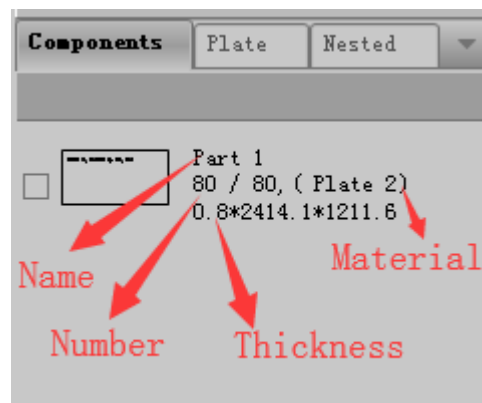 Components Plate Nested
Part 1
80 / 80, ( Plate 2)
0.8*2414.1*1211.6
Material
Name
Number Thickness